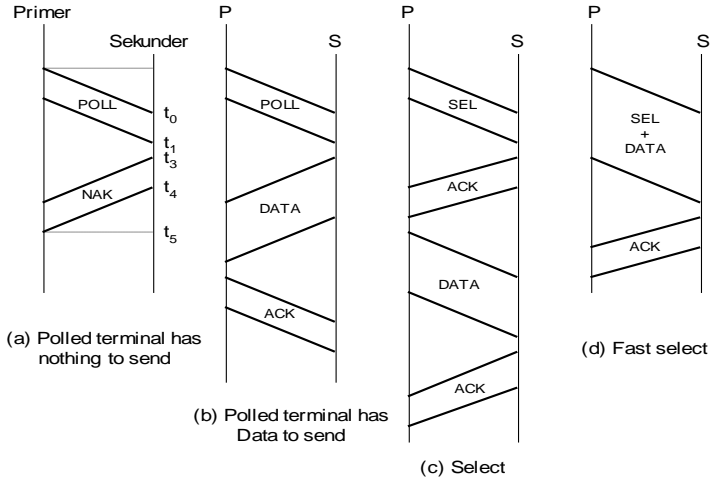 Primer
Sekunder
POLL
t0
t1
t3
NAK
t4
t5
(a) Polled terminal has
nothing to send
P
S
POLL
DATA
ACK
(b) Polled terminal has
Data to send
P
S
SEL
ACK
DATA
ACK
(c) Select
P
S
SEL
+
DATA
ACK
(d) Fast select